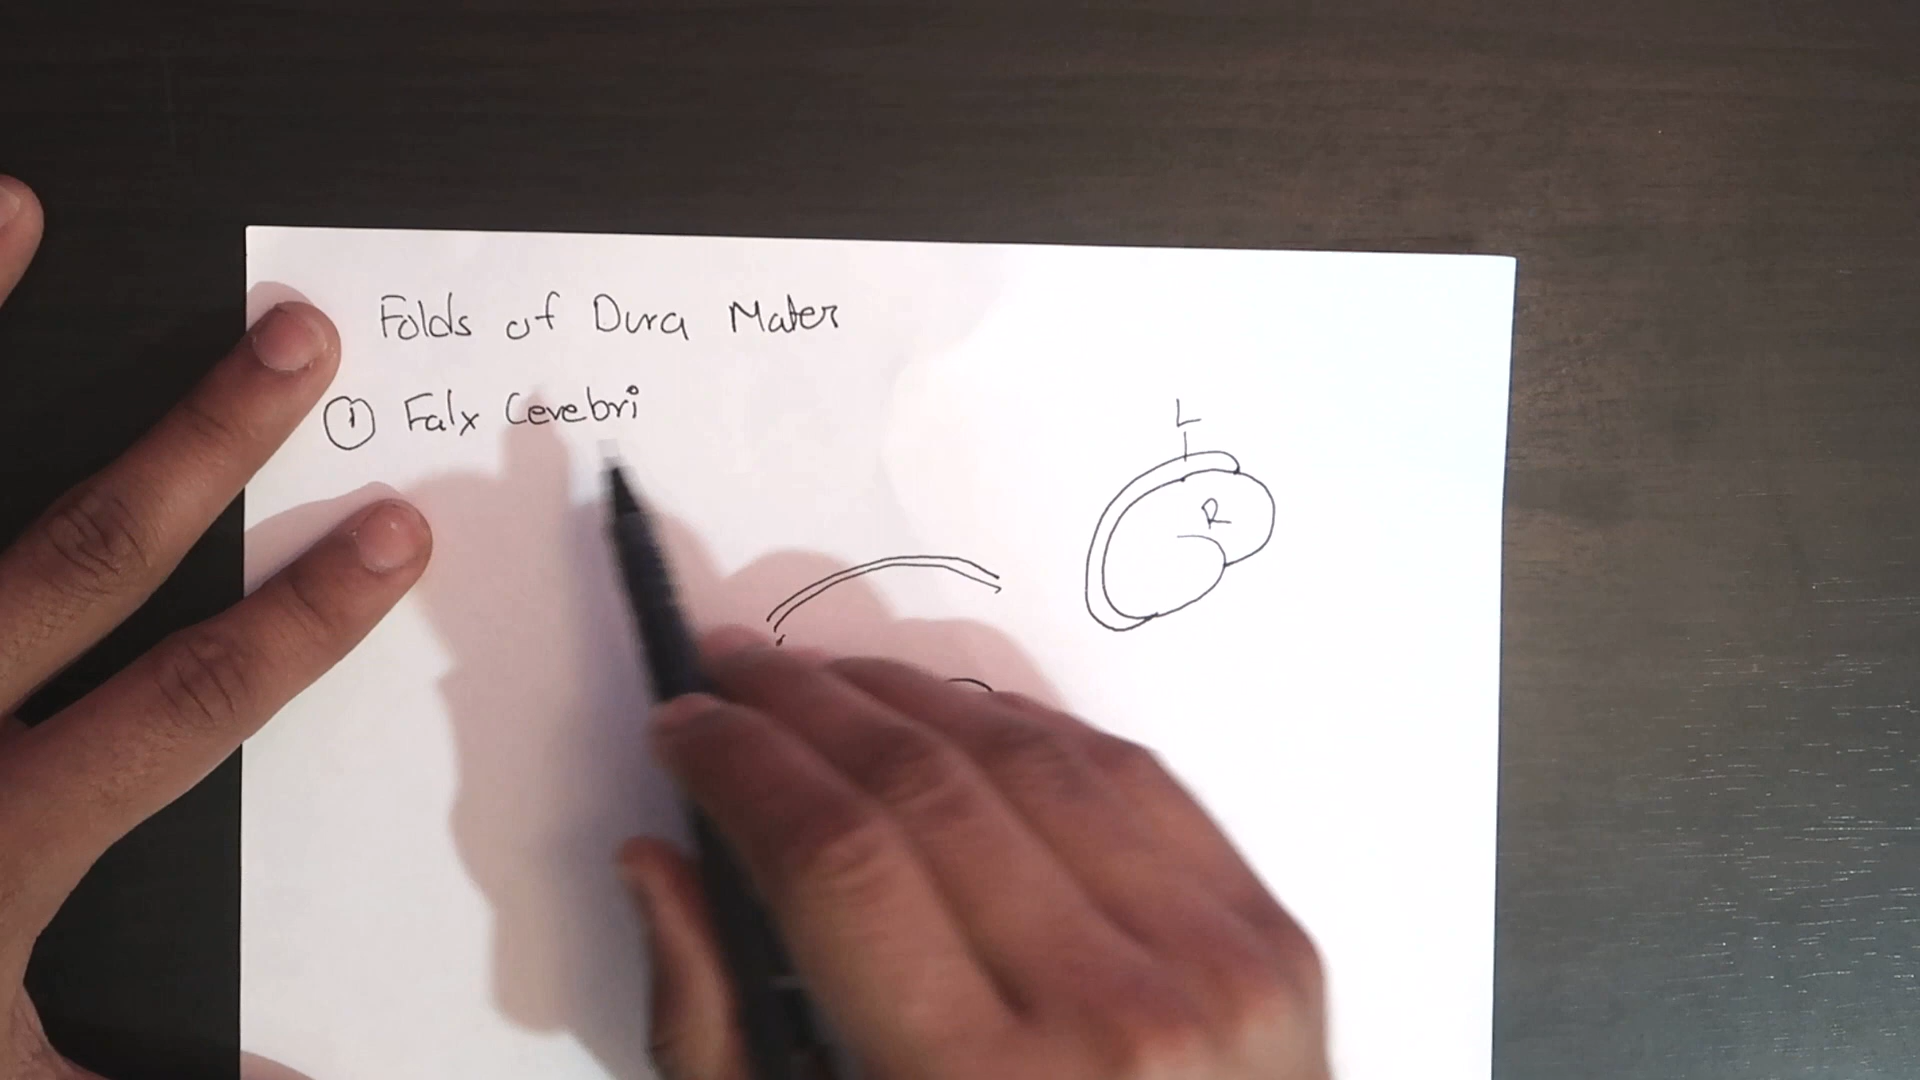 Folds of Dura Mater
① Falx Cerebri
L
R